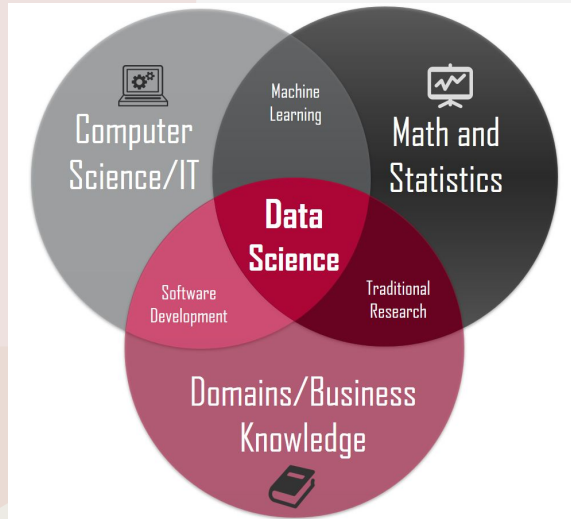 Machine
Learning
Computer
Science/IT
Math and
Statistics
Data
Science
Software
Development
Traditional
Research
Domains/Business
Knowledge